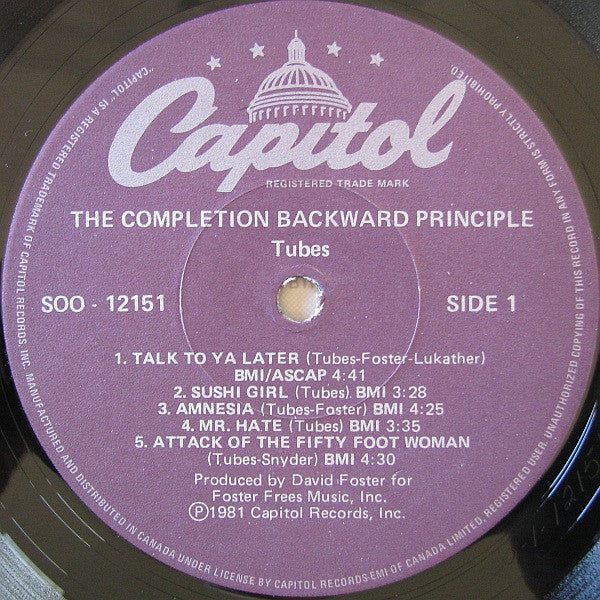 Capitol
REGISTERED TRADE MARK
THE COMPLETION BACKWARD PRINCIPLE
Tubes
SOO - 12151
SIDE 1
1. TALK TO YA LATER (Tubes-Foster-Lukather)
BMI/ASCAP 4:41
2. SUSHI GIRL (Tubes) BMI 3:28
3. AMNESIA (Tubes-Foster) BMI 4:25
4. MR. HATE (Tubes) BMI 3:35
5. ATTACK OF THE FIFTY FOOT WOMAN
(Tubes-Snyder) BMI 4:30
Produced by David Foster for
Foster Frees Music, Inc.
Ⓟ1981 Capitol Records, Inc.
"CAPITOL" IS A REGISTERED TRADEMARK OF CAPITOL RECORDS, INC. MANUFACTURED AND DISTRIBUTED IN CANADA UNDER LICENSE BY CAPITOL RECORDS-EMI OF CANADA LIMITED, REGISTERED USER. UNAUTHORIZED COPYING OF THIS RECORD IN ANY FORM IS STRICTLY PROHIBITED.